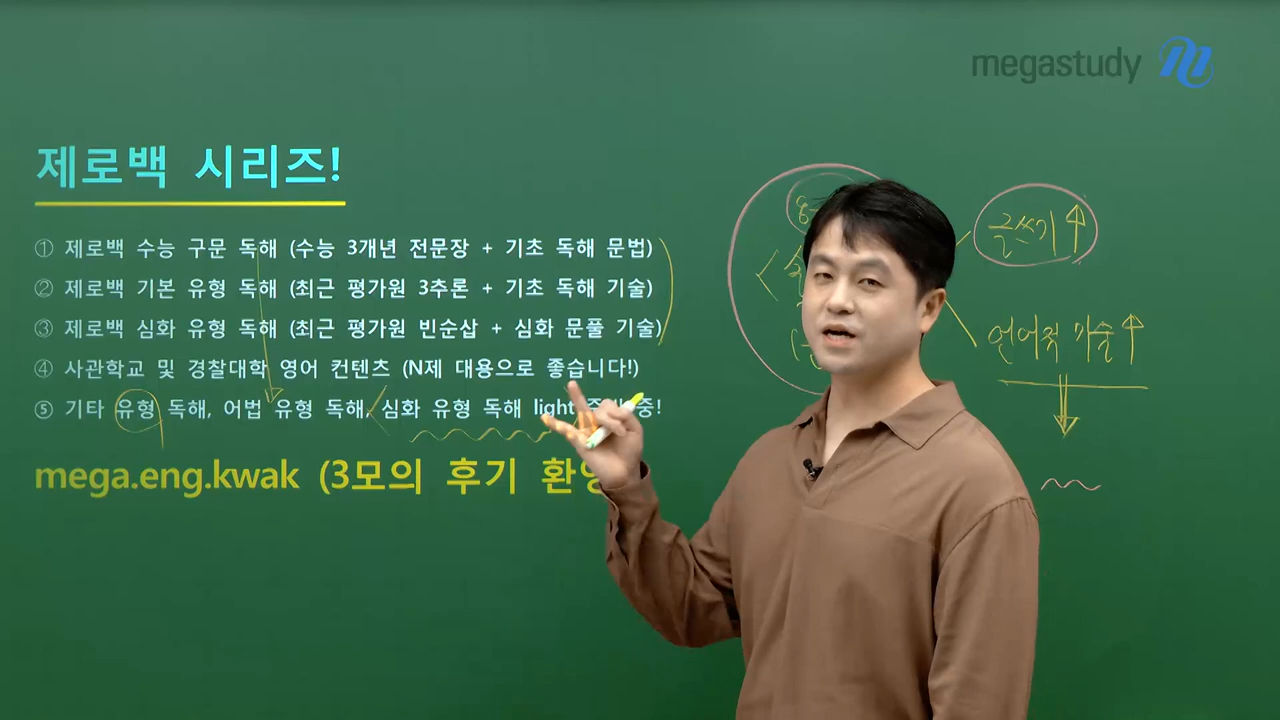 megastudy
제로백 시리즈!
① 제로백 수능 구문 독해 (수능 3개년 전문장 + 기초 독해 문법)
② 제로백 기본 유형 독해 (최근 평가원 3추론 + 기초 독해 기술)
③ 제로백 심화 유형 독해 (최근 평가원 빈순삽 + 심화 문풀 기술)
④ 사관학교 및 경찰대학 영어 컨텐츠 (N제 대용으로 좋습니다!)
⑤ 기타 유형 독해, 어법 유형 독해, 심화 유형 독해 light 중!
mega.eng.kwak (3모의 후기
글쓰기 ↑
언어적 기술 ↑